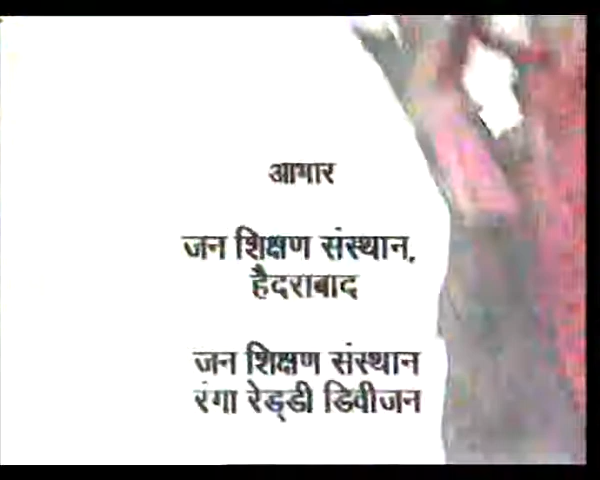 आभार
जन शिक्षण संस्थान,
हैदराबाद
जन शिक्षण संस्थान
रंगा रेड्डी डिवीजन